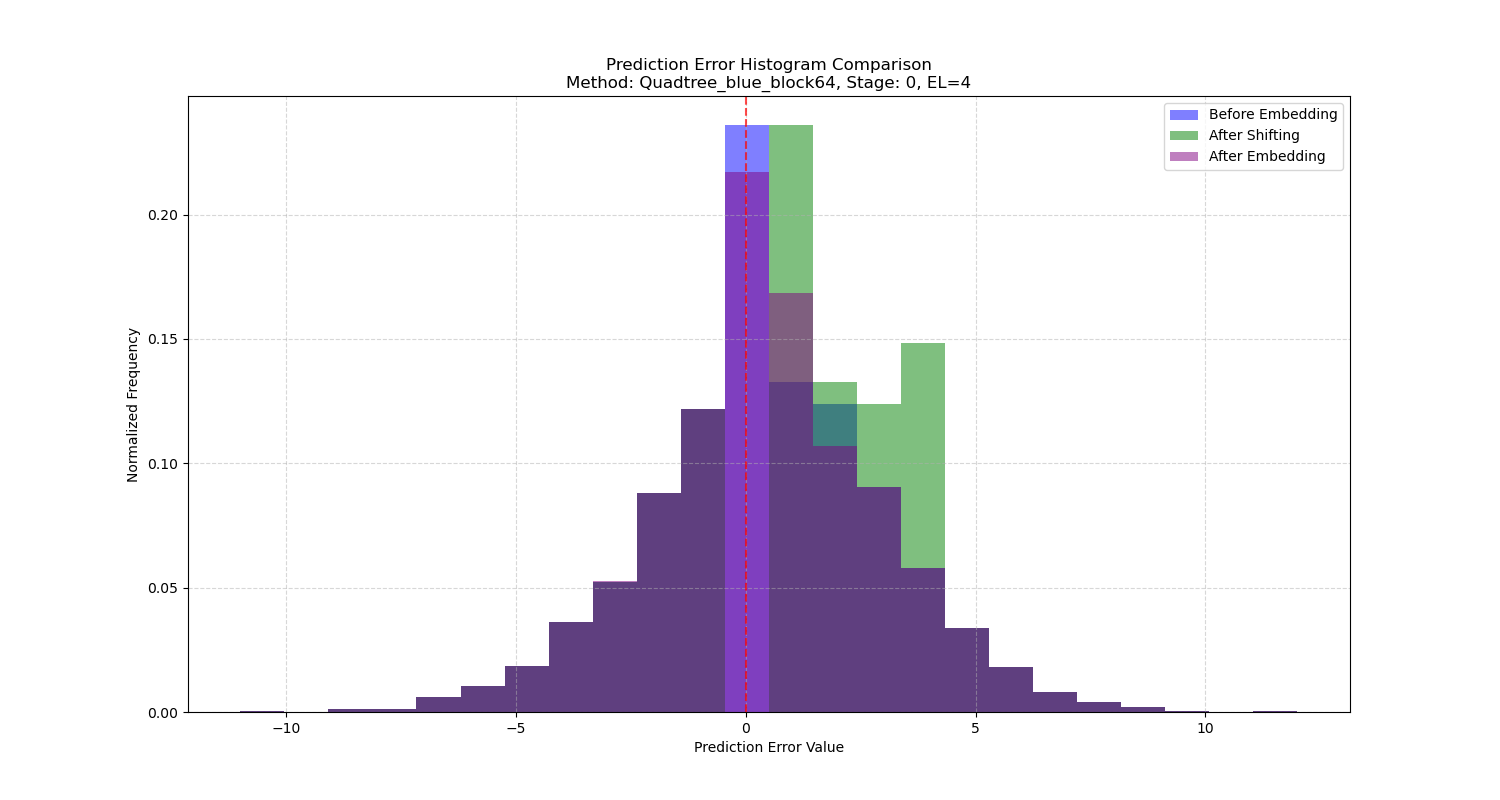 Prediction Error Histogram Comparison
Method: Quadtree_blue_block64, Stage: 0, EL=4
Before Embedding
After Shifting
After Embedding
Normalized Frequency
0.20
0.15
0.10
0.05
0.00
−10
−5
0
5
10
Prediction Error Value